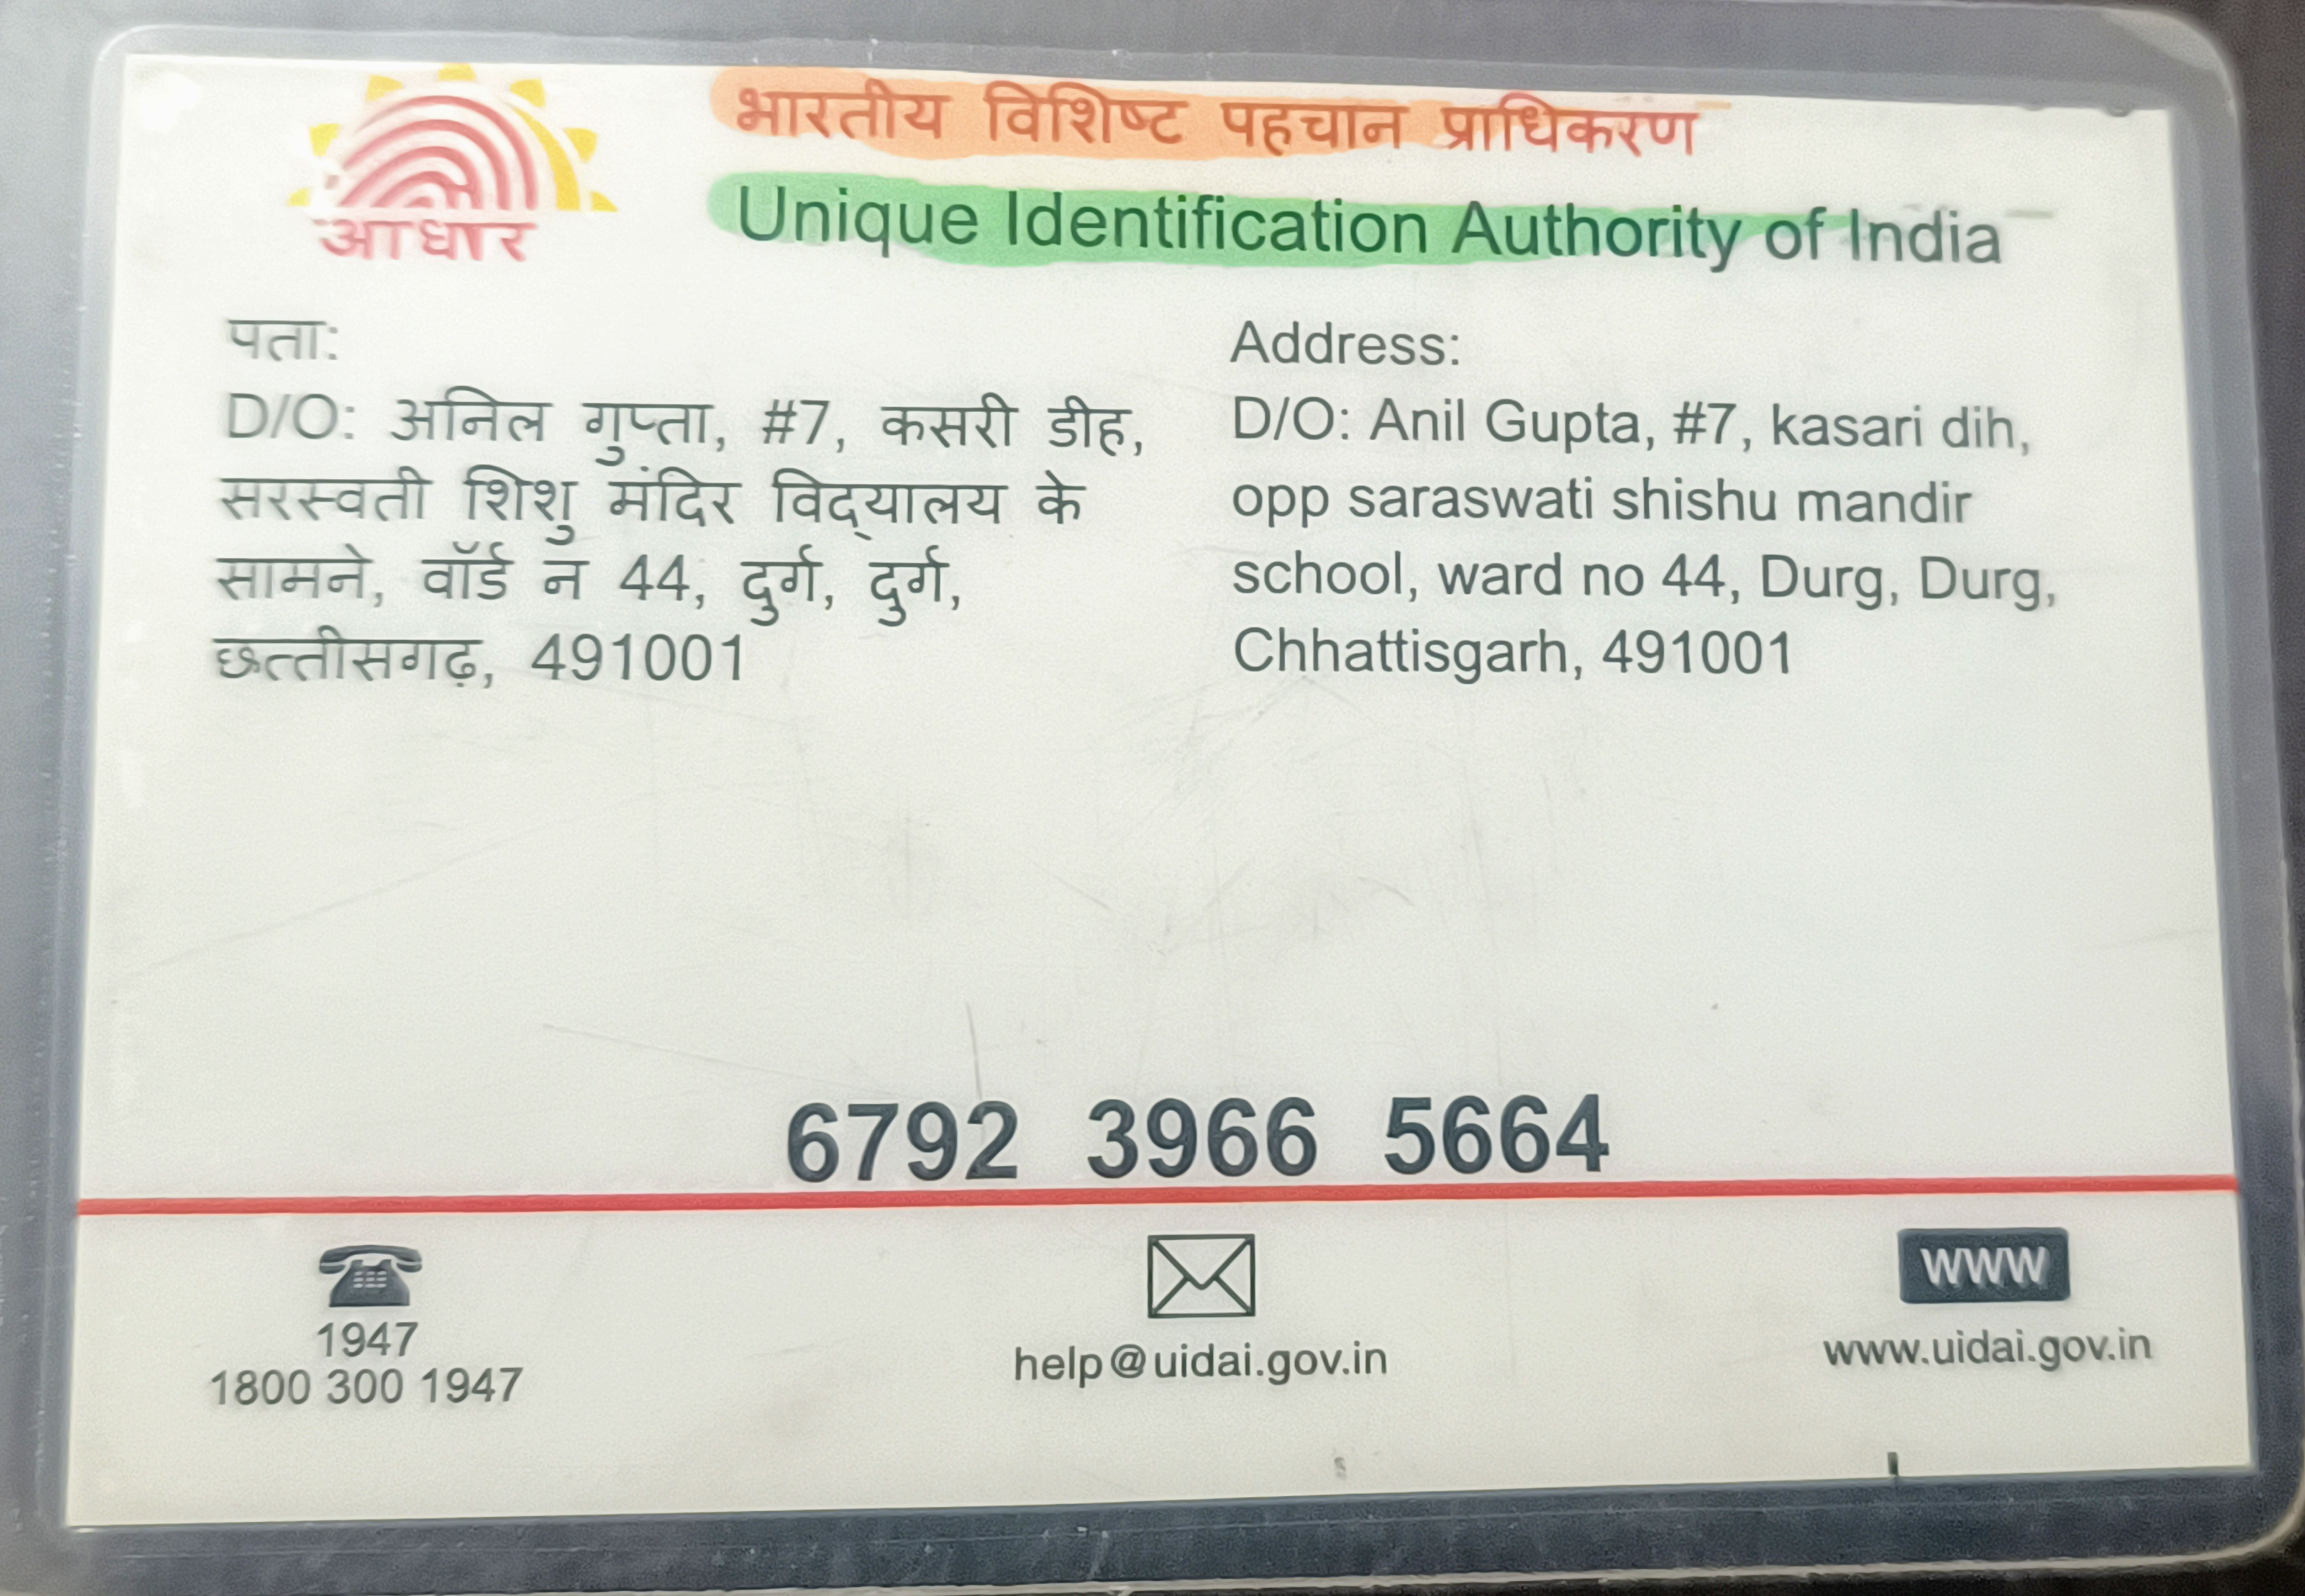 आधार
भारतीय विशिष्ट पहचान प्राधिकरण
Unique Identification Authority of India
पता:
D/O: अनिल गुप्ता, #7, कसरी डीह,
सरस्वती शिशु मंदिर विद्यालय के
सामने, वॉर्ड न 44, दुर्ग, दुर्ग,
छत्तीसगढ़, 491001
Address:
D/O: Anil Gupta, #7, kasari dih,
opp saraswati shishu mandir
school, ward no 44, Durg, Durg,
Chhattisgarh, 491001
6792 3966 5664
1947
1800 300 1947
help@uidai.gov.in
WWW
www.uidai.gov.in